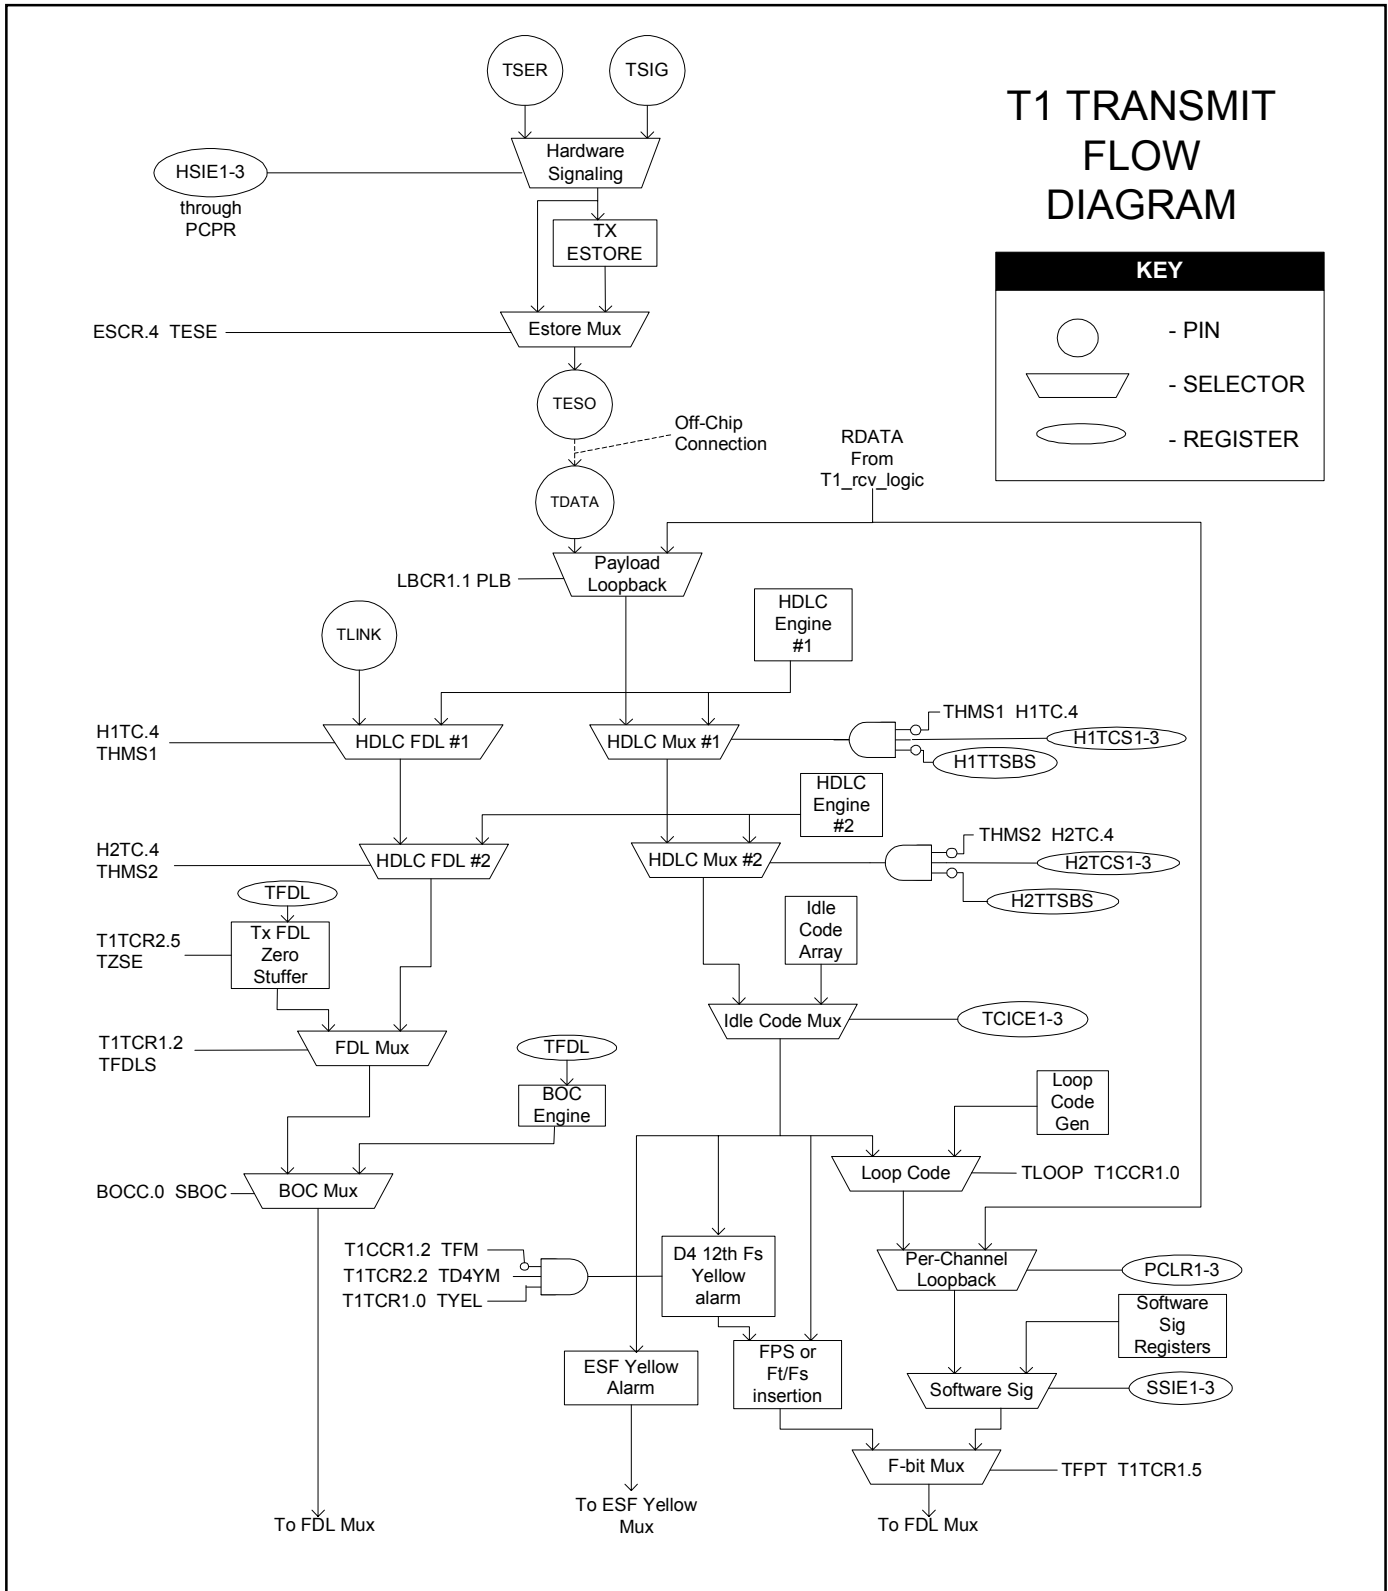 TSER
TSIG
T1 TRANSMIT
FLOW
DIAGRAM
Hardware
Signaling
HSIE1-3
through
PCPR
TX
ESTORE
KEY
- PIN
- SELECTOR
- REGISTER
ESCR.4 TESE
Estore Mux
TESO
Off-Chip
Connection
RDATA
From
T1_rcv_logic
TDATA
Payload
Loopback
LBCR1.1 PLB
HDLC
Engine
#1
TLINK
H1TC.4
THMS1
HDLC FDL #1
HDLC Mux #1
THMS1 H1TC.4
H1TCS1-3
H1TTSBS
HDLC
Engine
#2
H2TC.4
THMS2
HDLC FDL #2
HDLC Mux #2
THMS2 H2TC.4
H2TCS1-3
H2TTSBS
TFDL
T1TCR2.5
TZSE
Tx FDL
Zero
Stuffer
Idle
Code
Array
Idle Code Mux
TCICE1-3
T1TCR1.2
TFDLS
FDL Mux
TFDL
BOC
Engine
Loop
Code
Gen
BOCC.0 SBOC
BOC Mux
Loop Code
TLOOP T1CCR1.0
T1CCR1.2 TFM
T1TCR2.2 TD4YM
T1TCR1.0 TYEL
D4 12th Fs
Yellow
alarm
Per-Channel
Loopback
PCLR1-3
Software
Sig
Registers
ESF Yellow
Alarm
FPS or
Ft/Fs
insertion
Software Sig
SSIE1-3
F-bit Mux
TFPT T1TCR1.5
To FDL Mux
To ESF Yellow
Mux
To FDL Mux